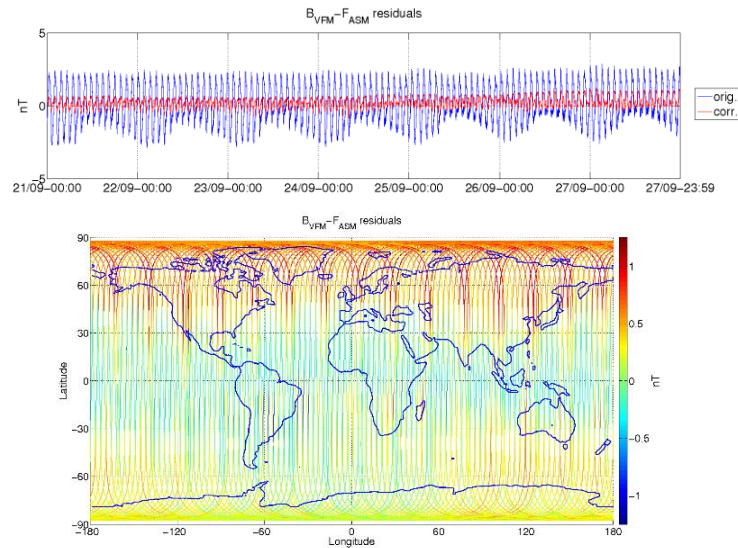 B_VFM−F_ASM residuals
5
0
−5
nT
21/09−00:00 22/09−00:00 23/09−00:00 24/09−00:00 25/09−00:00 26/09−00:00 27/09−00:00 27/09−23:59
orig.
corr.
B_VFM−F_ASM residuals
90
60
30
0
−30
−60
−90
Latitude
−180 −120 −60 0 60 120 180
Longitude
1
0.5
0
−0.5
−1
nT